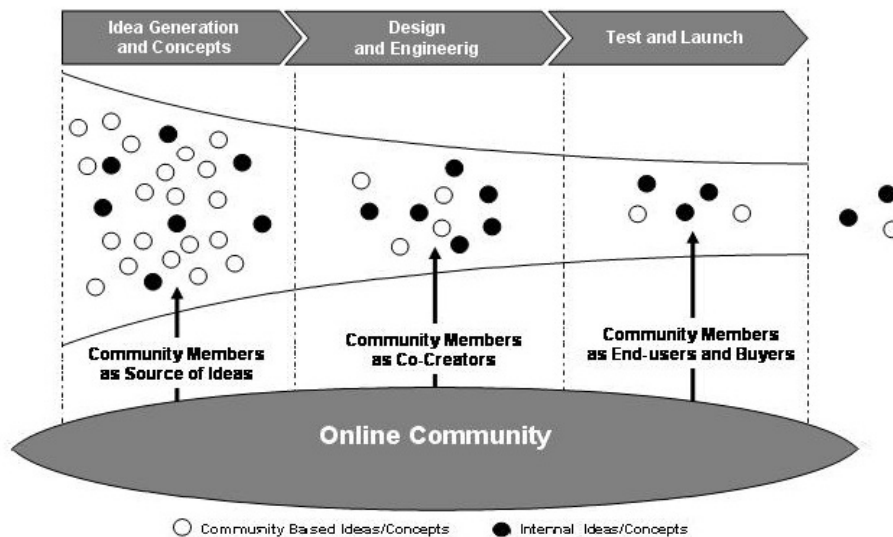 Idea Generation
and Concepts
Design
and Engineerig
Test and Launch
Community Members
as Source of Ideas
Community Members
as Co-Creators
Community Members
as End-users and Buyers
Online Community
Community Based Ideas/Concepts
Internal Ideas/Concepts